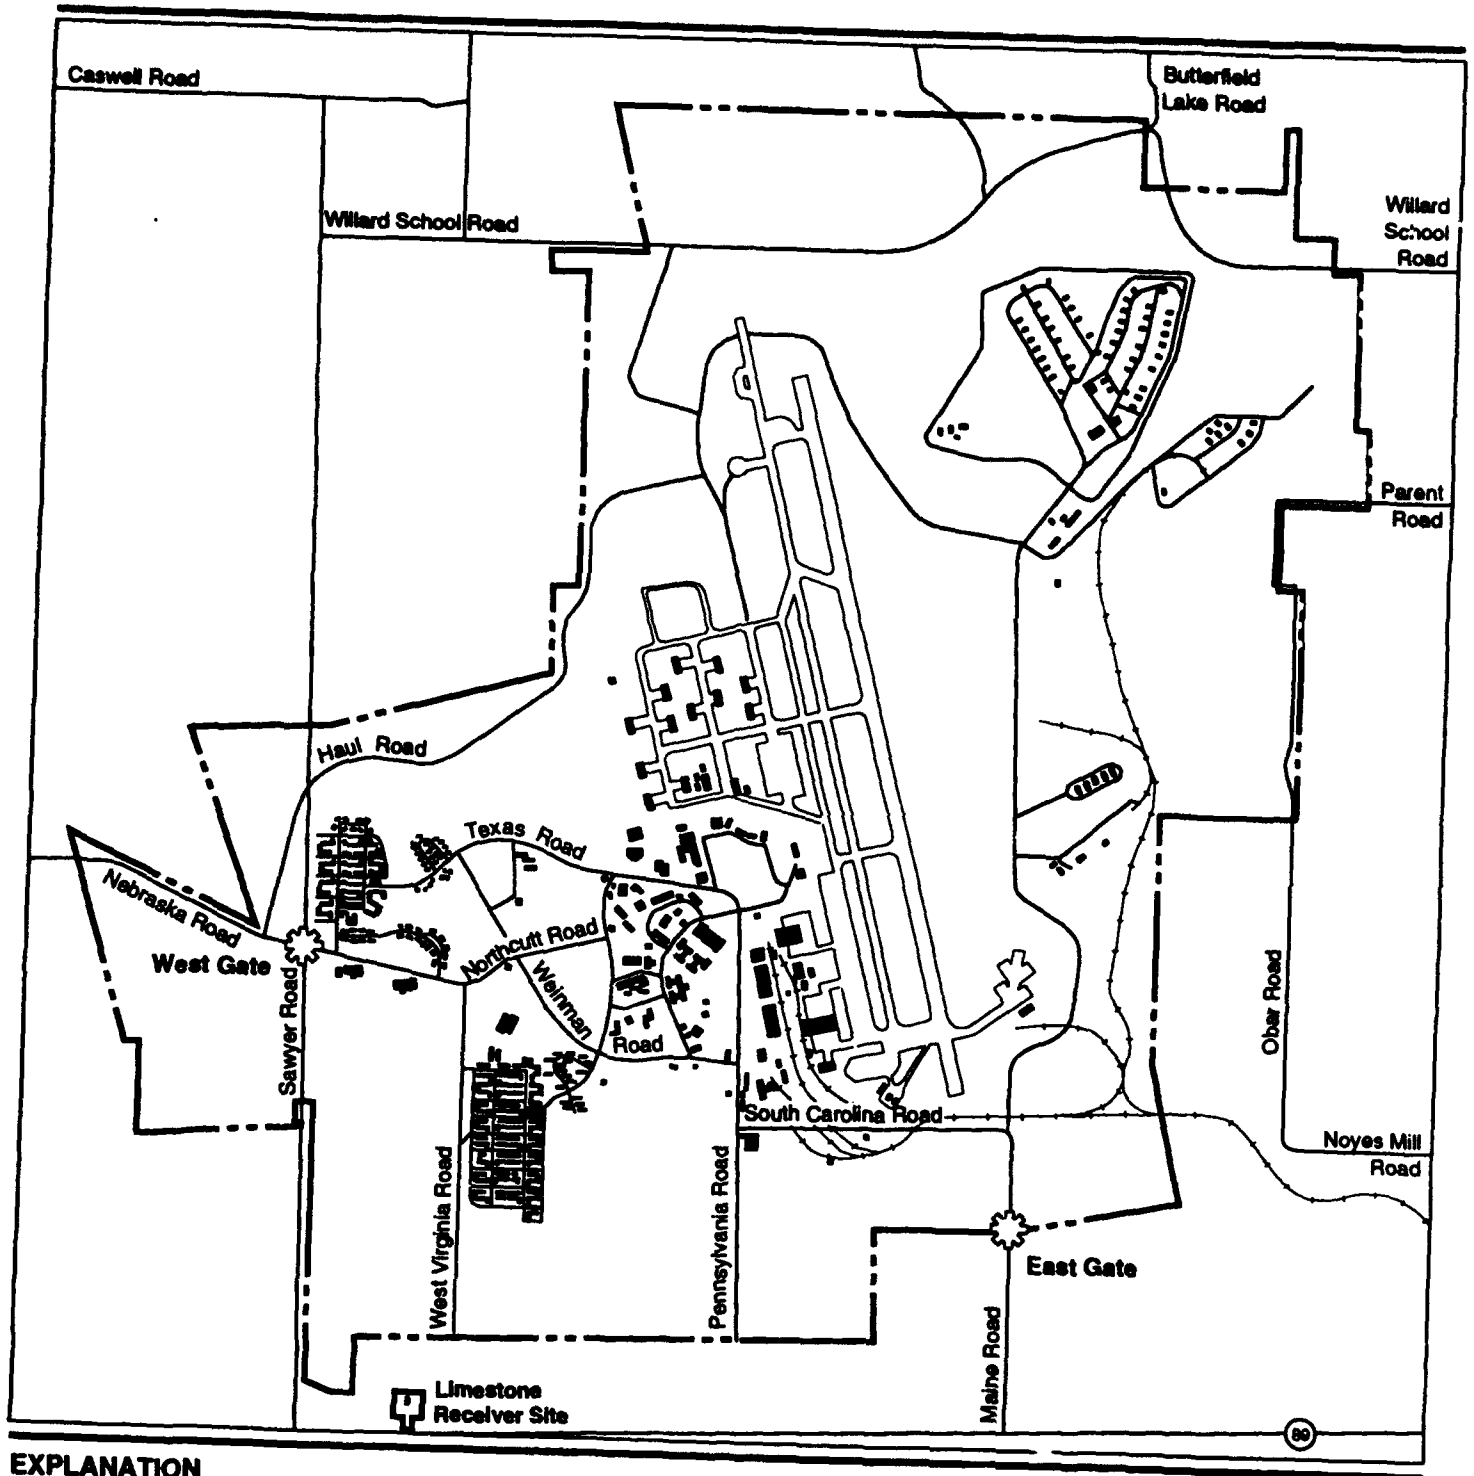 Caswell Road
Butterfield
Lake Road
Willard School Road
Willard
School
Road
Parent
Road
Haul Road
Texas Road
Nebraska Road
Northcutt Road
West Gate
Weinman
Road
Sawyer Road
Obar Road
South Carolina Road
Noyes Mill
Road
West Virginia Road
Pennsylvania Road
East Gate
Maine Road
Limestone
Receiver Site
89
EXPLANATION